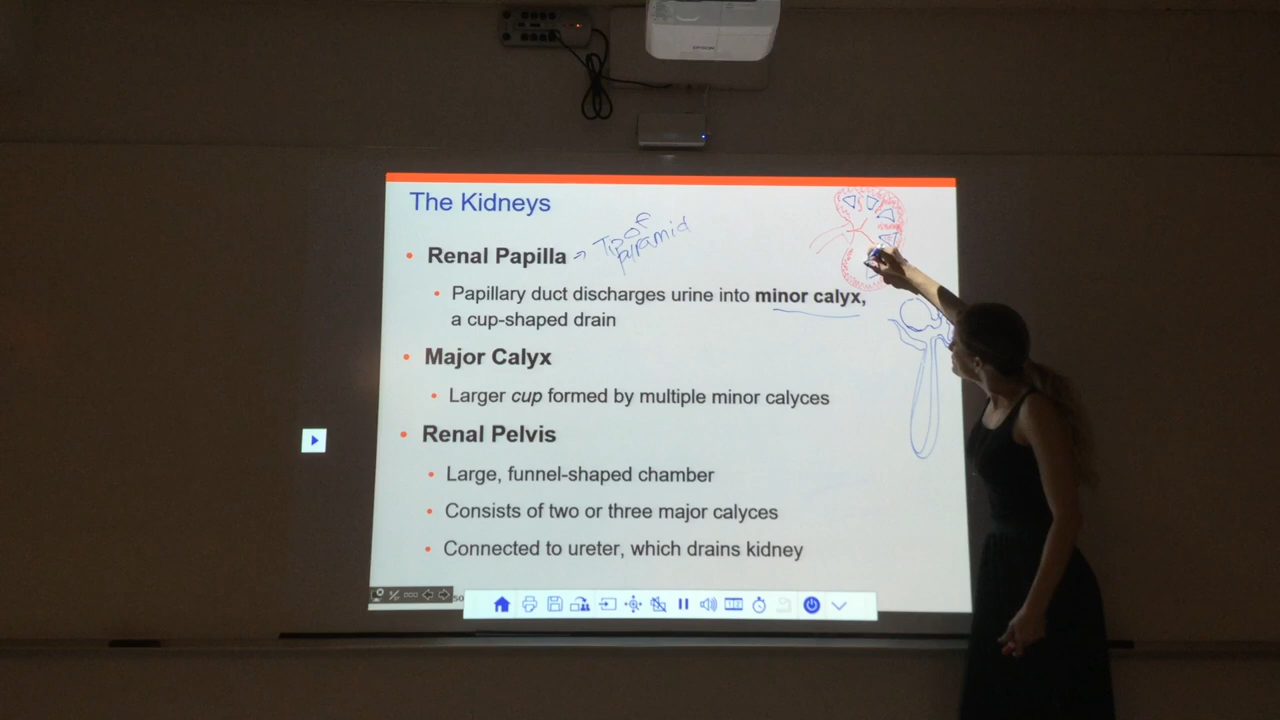 EPSON
The Kidneys
• Renal Papilla → Tip of pyramid
• Papillary duct discharges urine into minor calyx,
a cup-shaped drain
• Major Calyx
• Larger cup formed by multiple minor calyces
• Renal Pelvis
• Large, funnel-shaped chamber
• Consists of two or three major calyces
• Connected to ureter, which drains kidney